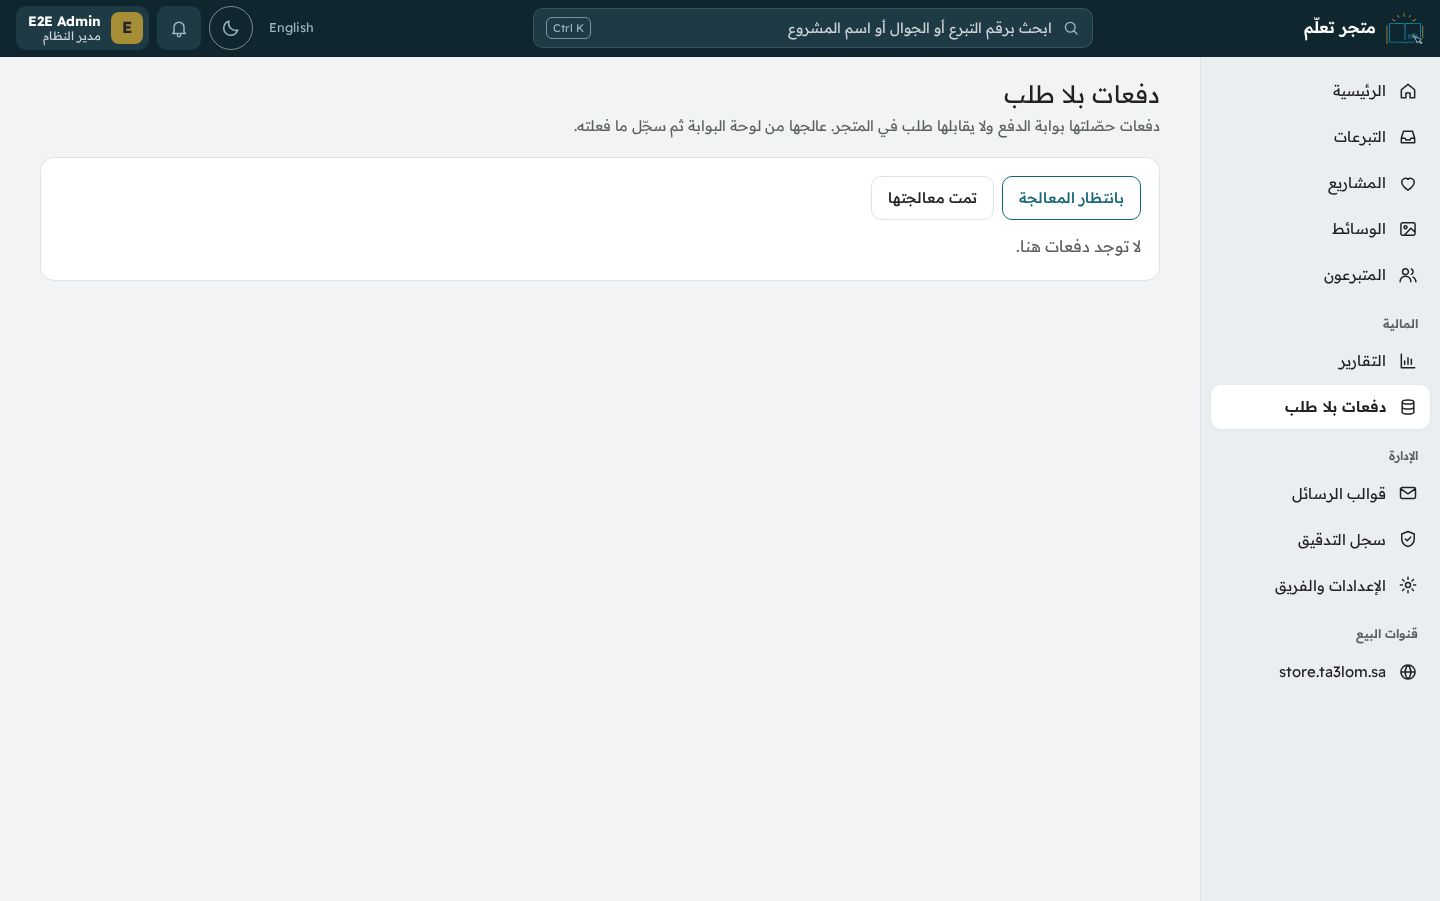 متجر تعلّم
ابحث برقم التبرع أو الجوال أو اسم المشروع
Ctrl K
English
E
E2E Admin
مدير النظام
الرئيسية
التبرعات
المشاريع
الوسائط
المتبرعون
المالية
التقارير
دفعات بلا طلب
الإدارة
قوالب الرسائل
سجل التدقيق
الإعدادات والفريق
قنوات البيع
store.ta3lom.sa
دفعات بلا طلب
دفعات حصّلتها بوابة الدفع ولا يقابلها طلب في المتجر. عالجها من لوحة البوابة ثم سجّل ما فعلته.
بانتظار المعالجة
تمت معالجتها
لا توجد دفعات هنا.